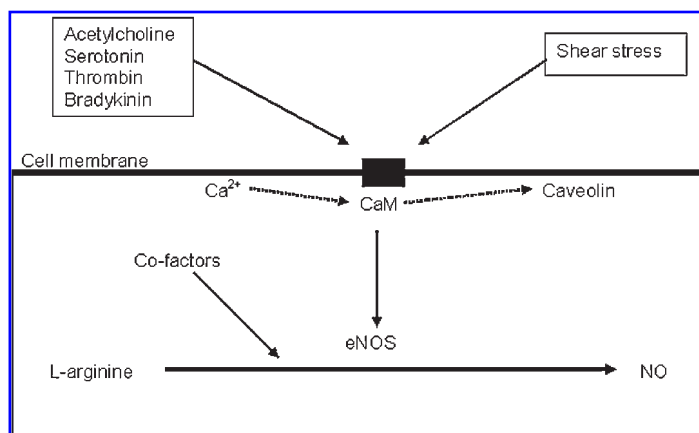 Acetylcholine
Serotonin
Thrombin
Bradykinin
Shear stress
Cell membrane
Ca²⁺
CaM
Caveolin
Co-factors
eNOS
L-arginine
NO